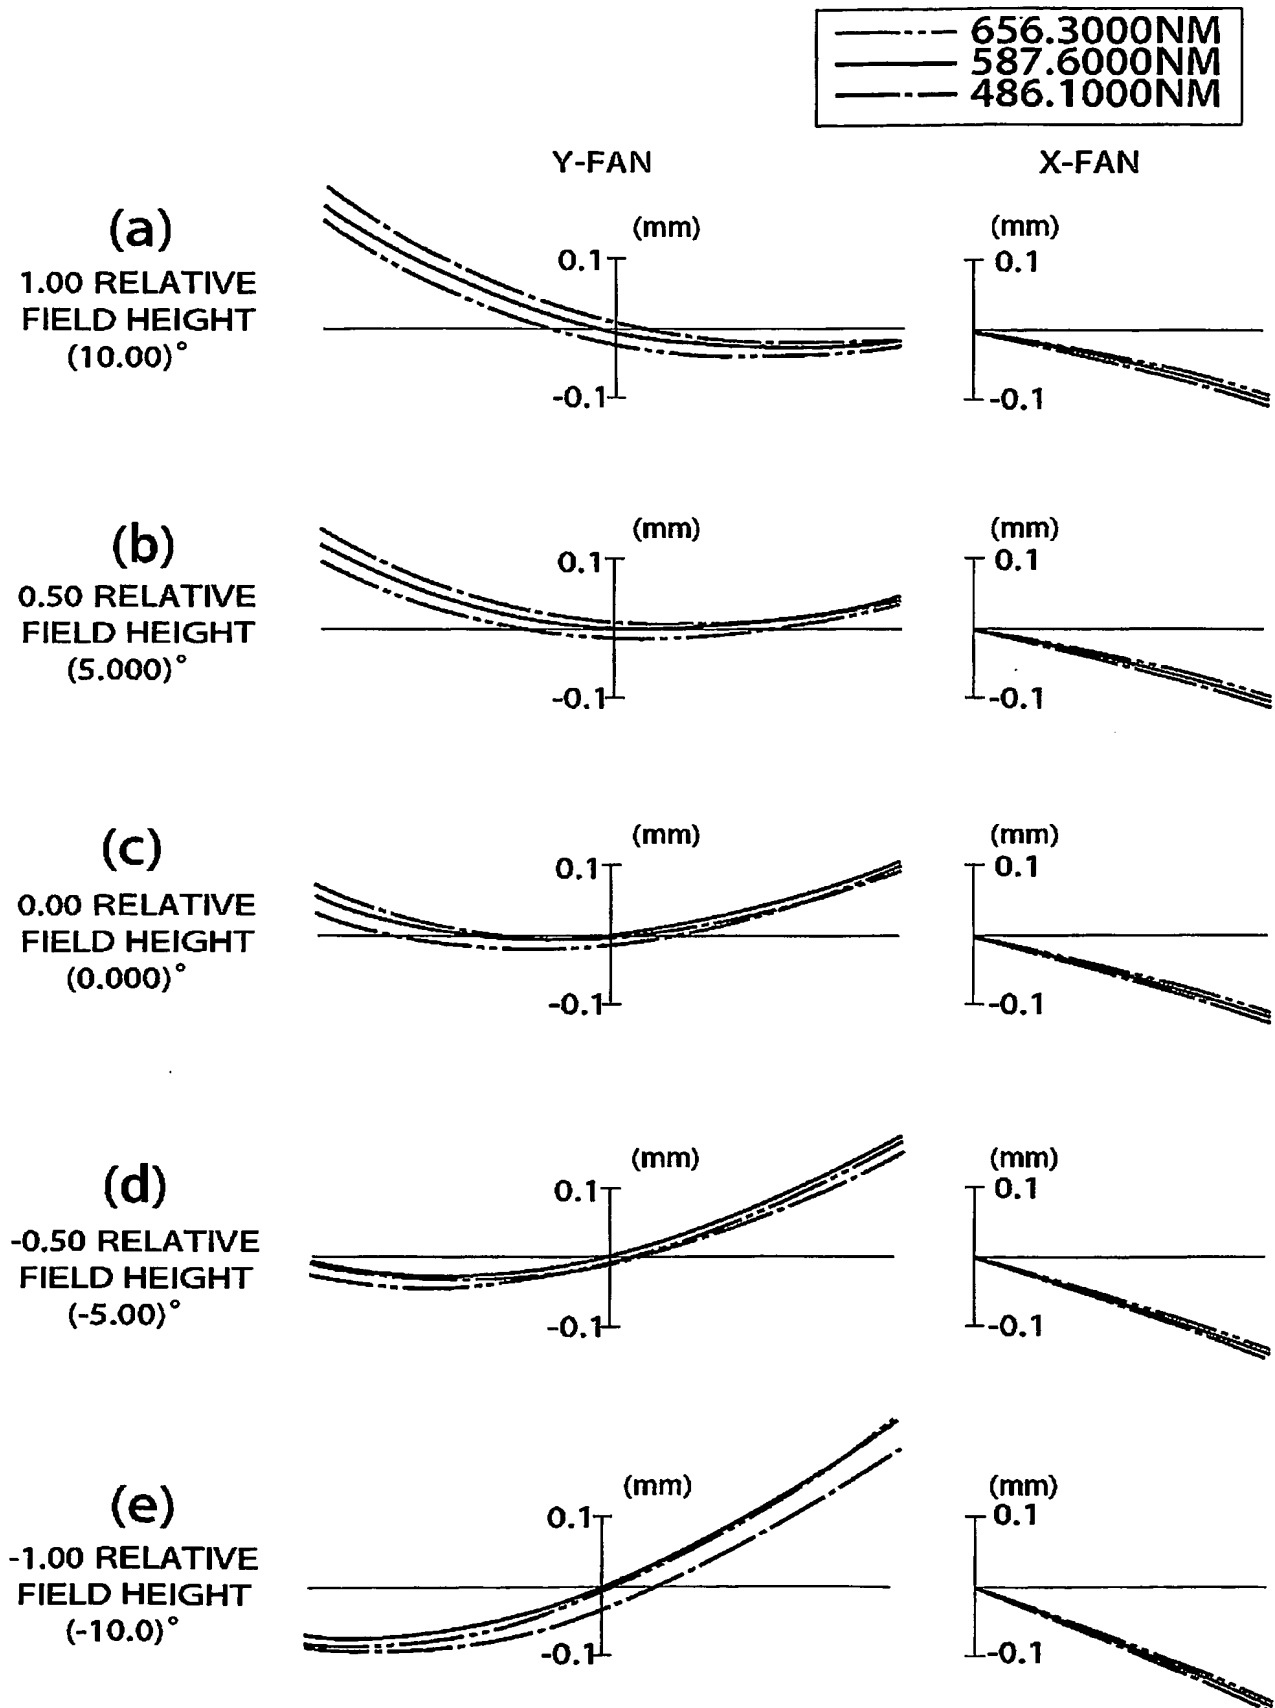 656.3000NM
587.6000NM
486.1000NM
Y-FAN
X-FAN
(a)
1.00 RELATIVE
FIELD HEIGHT
(10.00)°
(mm)
0.1
-0.1
(mm)
0.1
-0.1
(b)
0.50 RELATIVE
FIELD HEIGHT
(5.000)°
(mm)
0.1
-0.1
(mm)
0.1
-0.1
(c)
0.00 RELATIVE
FIELD HEIGHT
(0.000)°
(mm)
0.1
-0.1
(mm)
0.1
-0.1
(d)
-0.50 RELATIVE
FIELD HEIGHT
(-5.00)°
(mm)
0.1
-0.1
(mm)
0.1
-0.1
(e)
-1.00 RELATIVE
FIELD HEIGHT
(-10.0)°
(mm)
0.1
-0.1
(mm)
0.1
-0.1